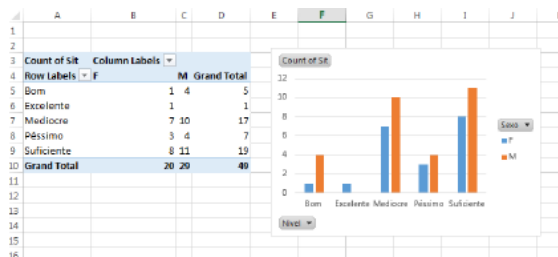 A B C D E F G H I J
1
2
3 Count of Sit Column Labels
4 Row Labels F M Grand Total
5 Bom 1 4 5
6 Excelente 1 1
7 Mediocre 7 10 17
8 Péssimo 3 4 7
9 Suficiente 8 11 19
10 Grand Total 20 29 49
11
12
13
14
15
16
Count of Sit
12
10
8
6
4
2
0
Bom Excelente Mediocre Péssimo Suficiente
Sexo
F
M
Nivel